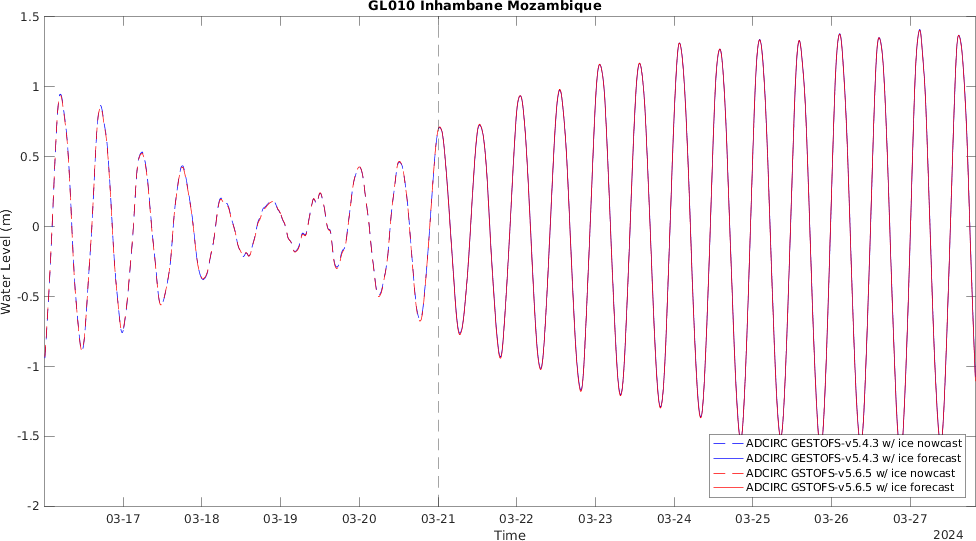 GL010 Inhambane Mozambique
1.5
1
0.5
0
-0.5
-1
-1.5
-2
Water Level (m)
ADCIRC GESTOFS-v5.4.3 w/ ice nowcast
ADCIRC GESTOFS-v5.4.3 w/ ice forecast
ADCIRC GSTOFS-v5.6.5 w/ ice nowcast
ADCIRC GSTOFS-v5.6.5 w/ ice forecast
03-17 03-18 03-19 03-20 03-21 03-22 03-23 03-24 03-25 03-26 03-27
Time
2024